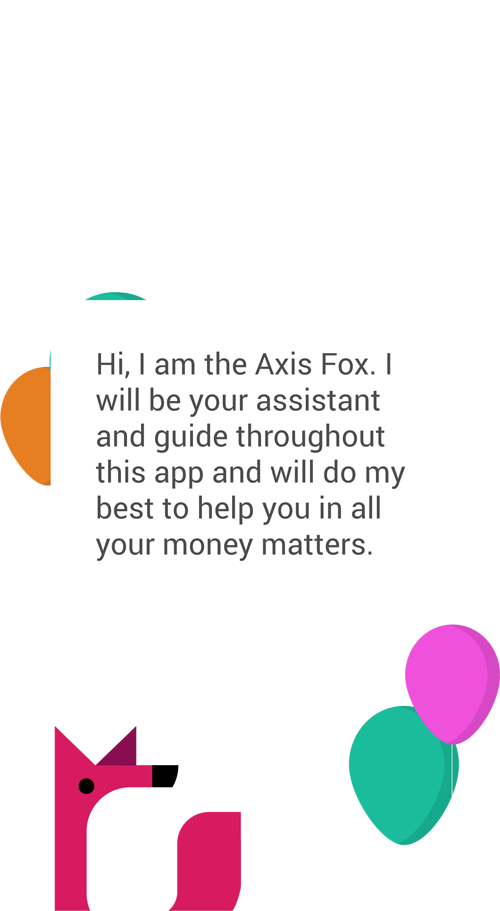 Hi, I am the Axis Fox. I
will be your assistant
and guide throughout
this app and will do my
best to help you in all
your money matters.